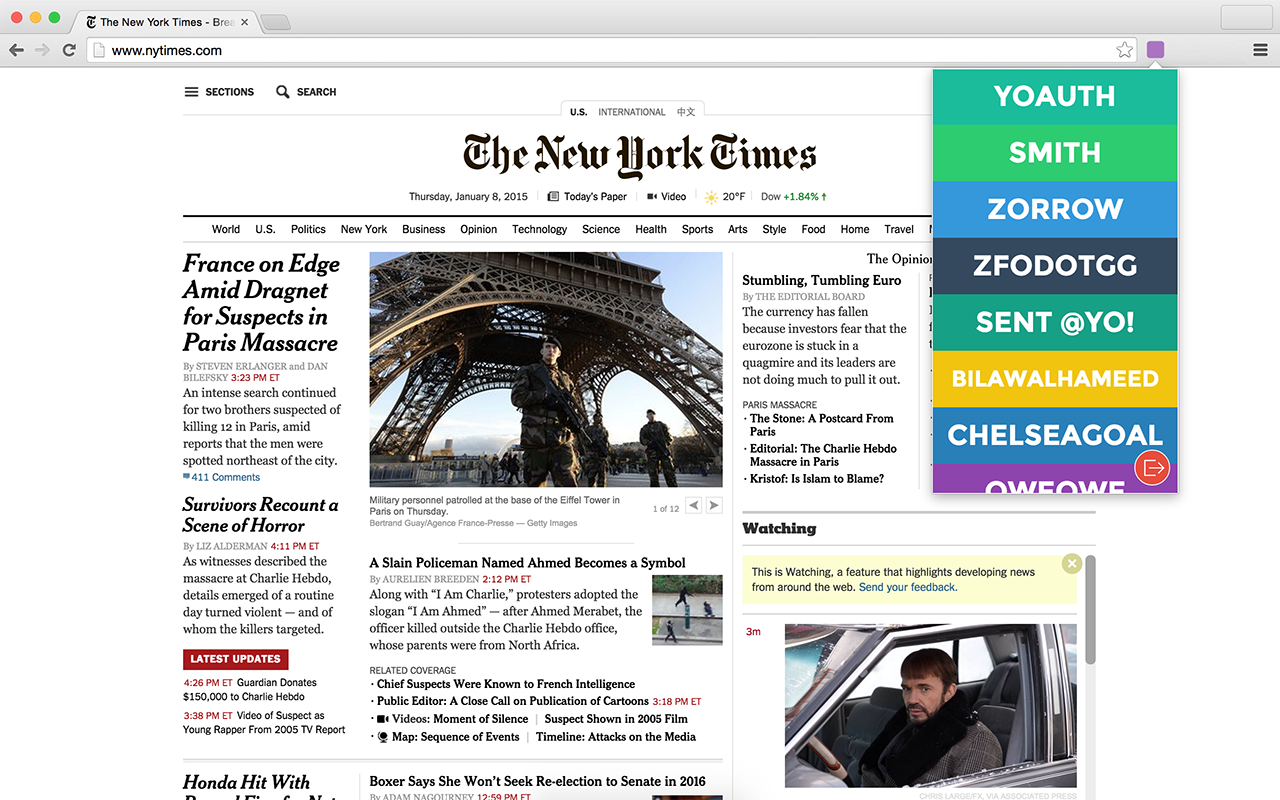 The New York Times - Brea
www.nytimes.com
SECTIONS
SEARCH
U.S. INTERNATIONAL 中文
The New York Times
Thursday, January 8, 2015
Today's Paper
Video
20°F
Dow +1.84% ↑
World U.S. Politics New York Business Opinion Technology Science Health Sports Arts Style Food Home Travel
France on Edge
Amid Dragnet
for Suspects in
Paris Massacre
By STEVEN ERLANGER and DAN
BILEFSKY 3:23 PM ET
An intense search continued
for two brothers suspected of
killing 12 in Paris, amid
reports that the men were
spotted northeast of the city.
411 Comments
Survivors Recount a
Scene of Horror
By LIZ ALDERMAN 4:11 PM ET
As witnesses described the
massacre at Charlie Hebdo,
details emerged of a routine
day turned violent — and of
whom the killers targeted.
LATEST UPDATES
4:26 PM ET Guardian Donates
$150,000 to Charlie Hebdo
3:38 PM ET Video of Suspect as
Young Rapper From 2005 TV Report
Honda Hit With
Military personnel patrolled at the base of the Eiffel Tower in
Paris on Thursday.
Bertrand Guay/Agence France-Presse — Getty Images
1 of 12
A Slain Policeman Named Ahmed Becomes a Symbol
By AURELIEN BREEDEN 2:12 PM ET
Along with “I Am Charlie,” protesters adopted the
slogan “I Am Ahmed” — after Ahmed Merabet, the
officer killed outside the Charlie Hebdo office,
whose parents were from North Africa.
RELATED COVERAGE
· Chief Suspects Were Known to French Intelligence
· Public Editor: A Close Call on Publication of Cartoons 3:18 PM ET
· Videos: Moment of Silence | Suspect Shown in 2005 Film
· Map: Sequence of Events | Timeline: Attacks on the Media
Boxer Says She Won't Seek Re-election to Senate in 2016
By ADAM NAGOURNEY 12:59 PM ET
The Opinion
Stumbling, Tumbling Euro
By THE EDITORIAL BOARD
The currency has fallen
because investors fear that the
eurozone is stuck in a
quagmire and its leaders are
not doing much to pull it out.
PARIS MASSACRE
· The Stone: A Postcard From
Paris
· Editorial: The Charlie Hebdo
Massacre in Paris
· Kristof: Is Islam to Blame?
Watching
This is Watching, a feature that highlights developing news
from around the web. Send your feedback.
3m
CHRIS LARGE/FX, VIA ASSOCIATED PRESS
YOAUTH
SMITH
ZORROW
ZFODOTGG
SENT @YO!
BILAWALHAMEED
CHELSEAGOAL